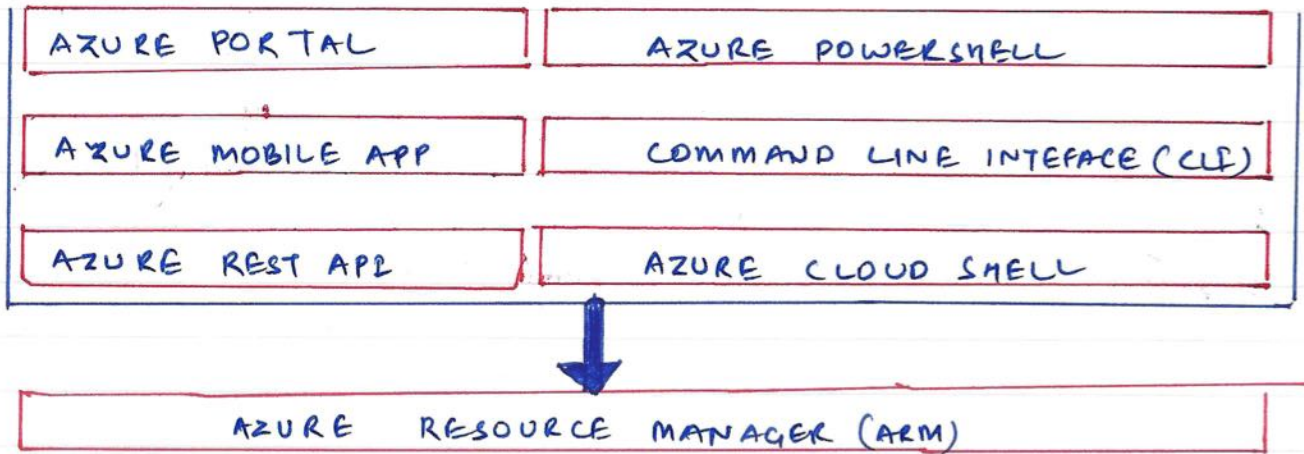 AZURE PORTAL
AZURE POWERSHELL
AZURE MOBILE APP
COMMAND LINE INTEFACE (CLI)
AZURE REST API
AZURE CLOUD SHELL
AZURE RESOURCE MANAGER (ARM)